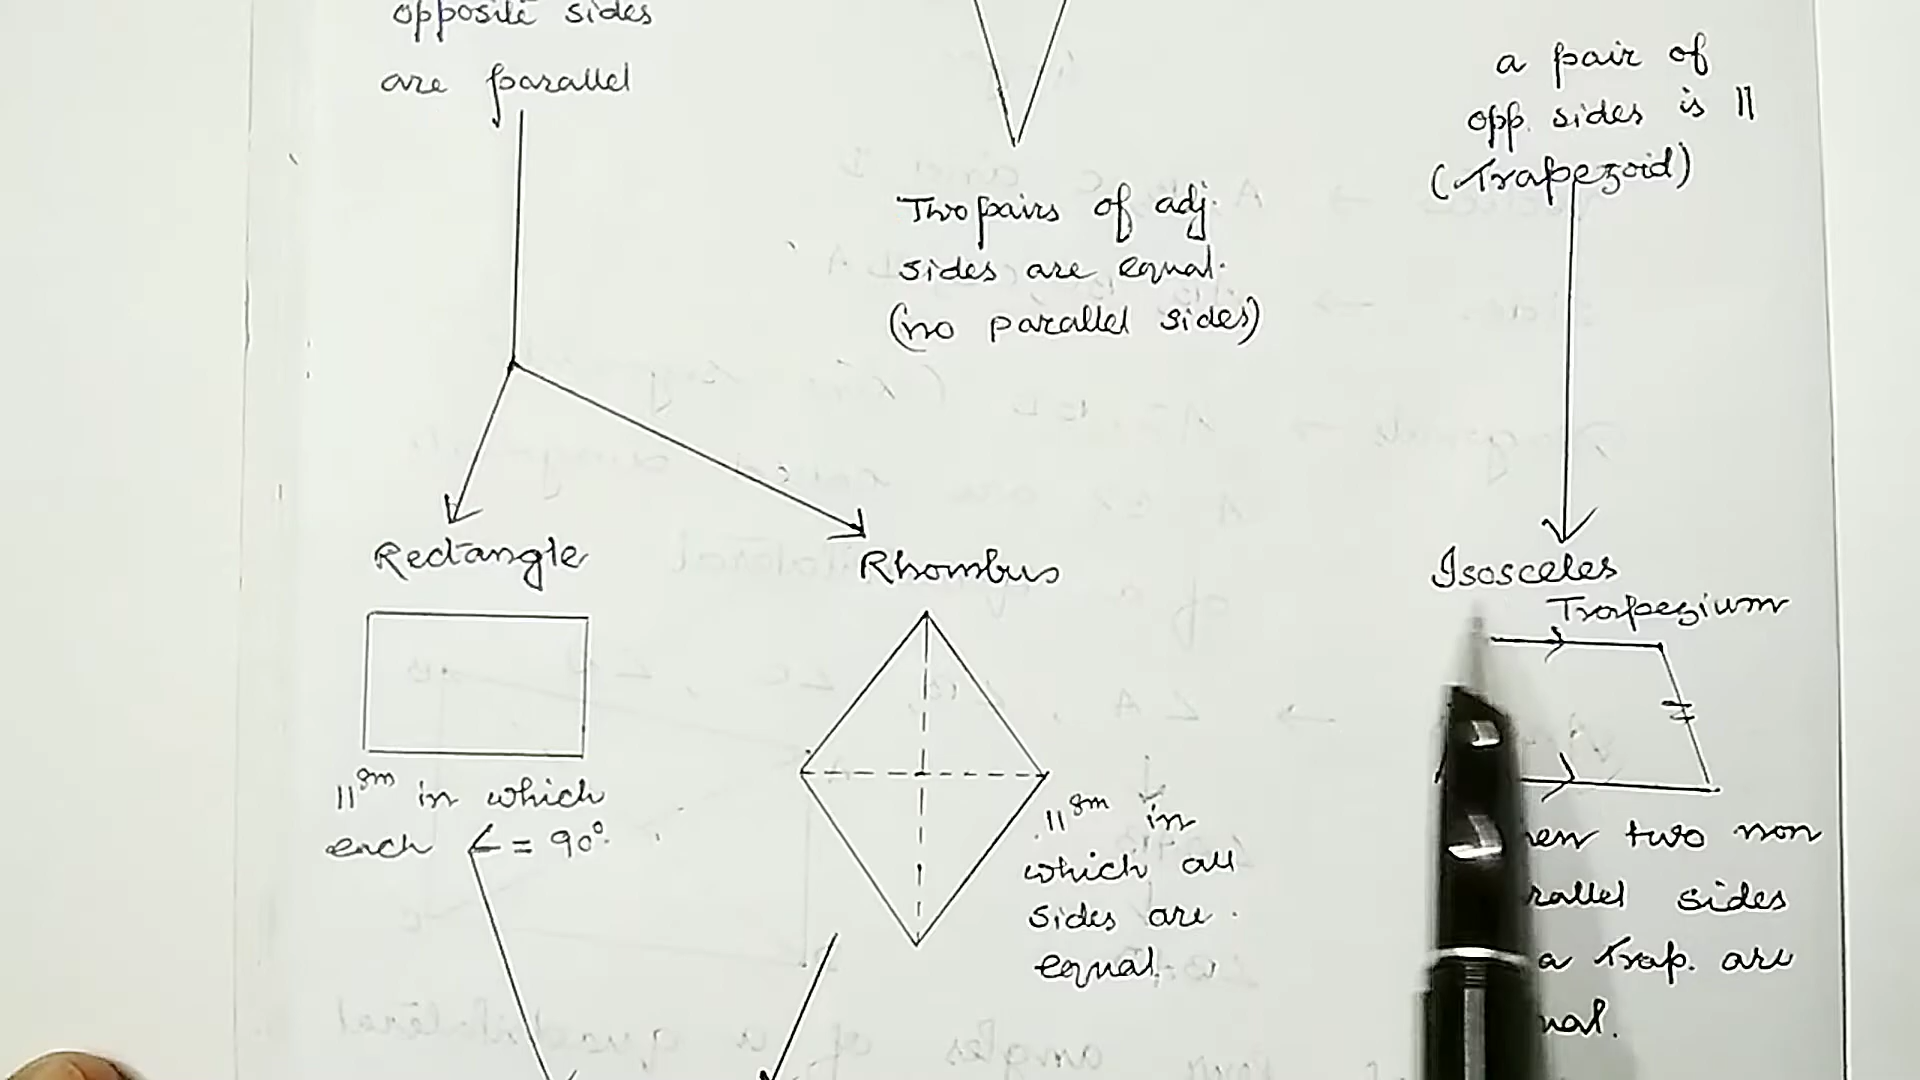 opposite sides
are parallel
Two pairs of adj.
sides are equal.
(no parallel sides)
a pair of
opp. sides is ||
(Trapezoid)
Rectangle
||gm in which
each ∠ = 90°.
Rhombus
||gm in
which all
sides are
equal.
Isosceles
Trapezium
two non
sides
a Trap. are